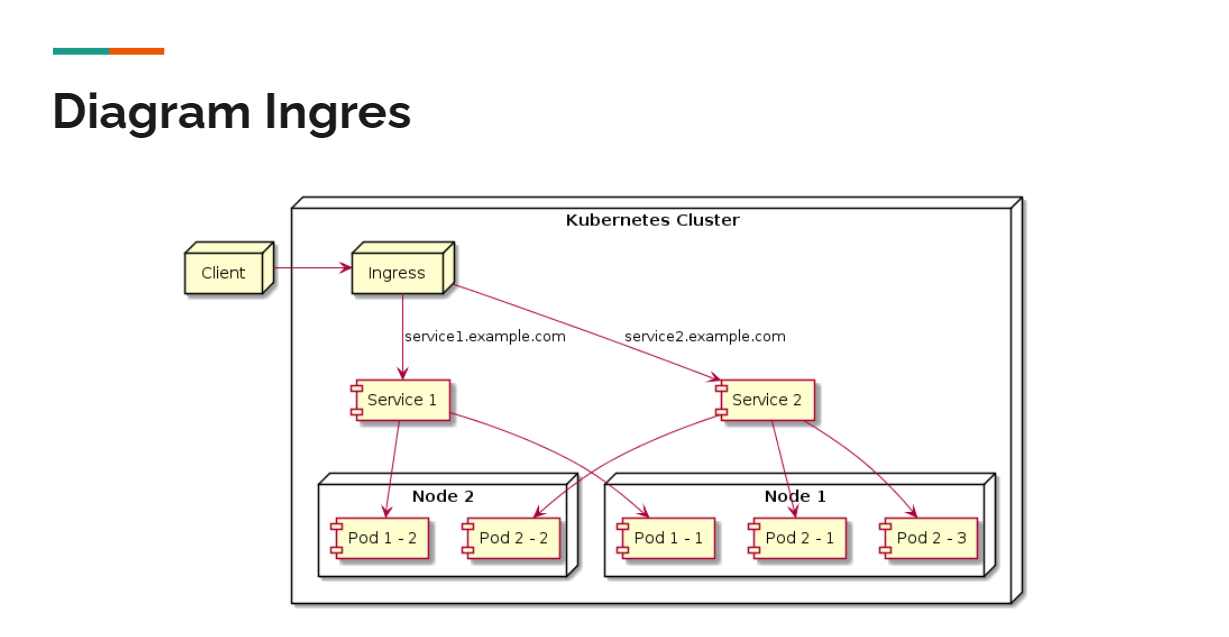 Diagram Ingres
Kubernetes Cluster
Client
Ingress
service1.example.com
service2.example.com
Service 1
Service 2
Node 2
Node 1
Pod 1 - 2
Pod 2 - 2
Pod 1 - 1
Pod 2 - 1
Pod 2 - 3